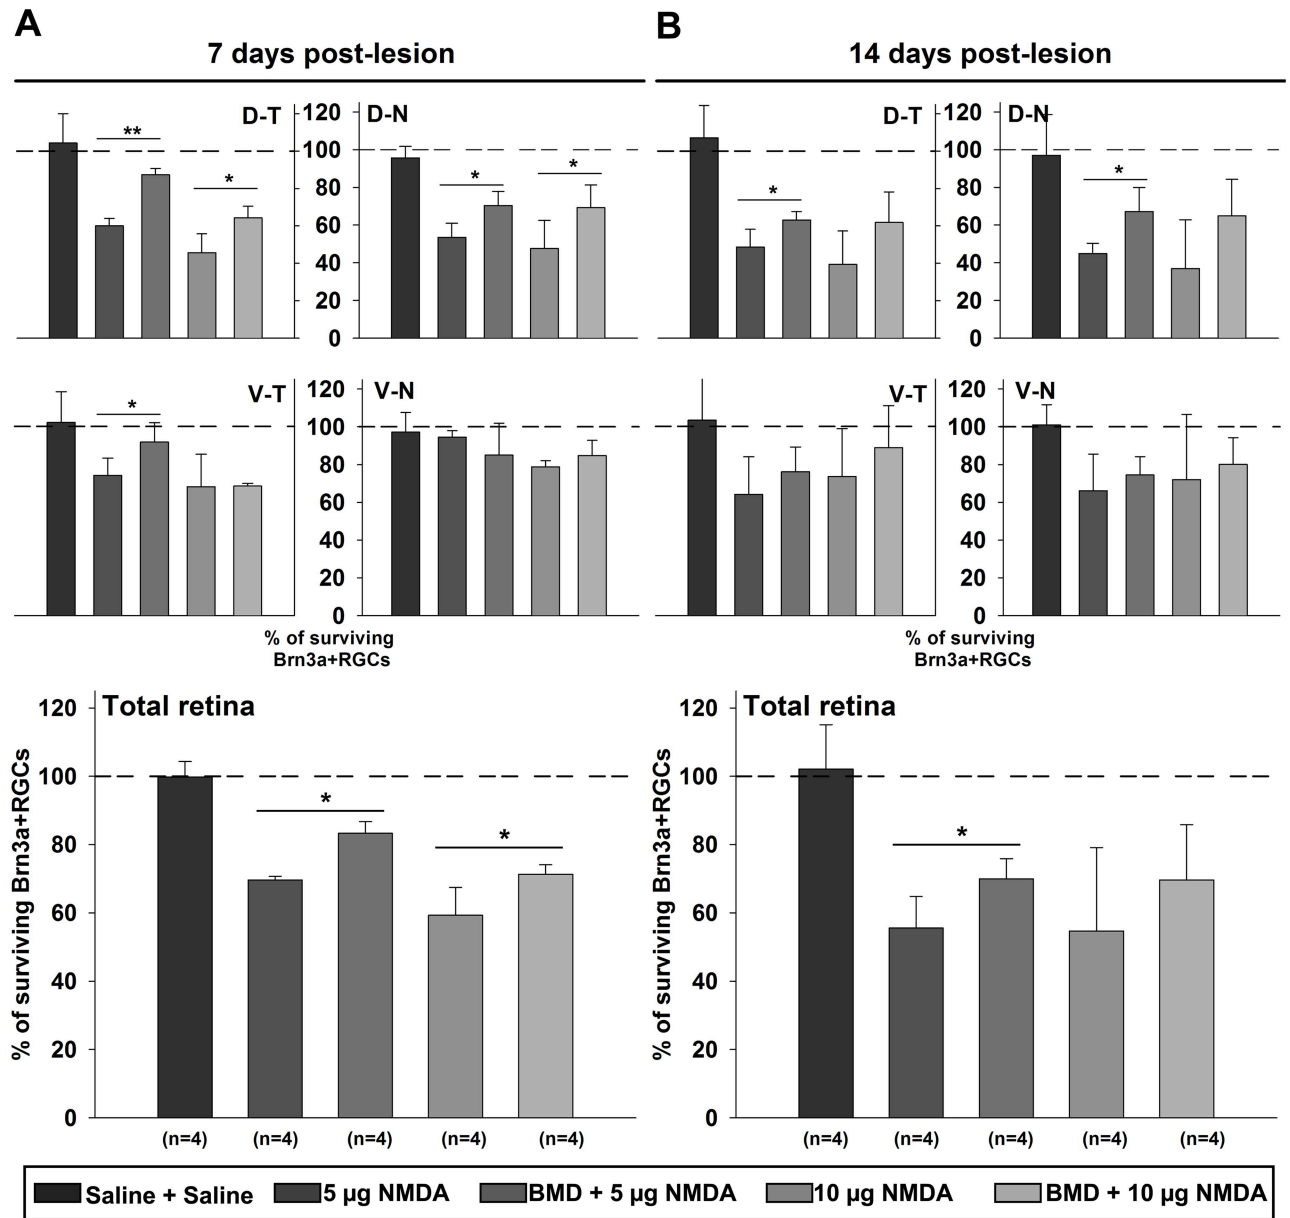 A
B
7 days post-lesion
14 days post-lesion
D-T
120
D-N
D-T
120
D-N
**
*
*
*
*
*
100
80
60
40
20
0
100
80
60
40
20
0
V-T
120
V-N
V-T
120
V-N
*
100
80
60
40
20
0
100
80
60
40
20
0
% of surviving
Brn3a+RGCs
% of surviving
Brn3a+RGCs
Total retina
% of surviving Brn3a+RGCs
120
100
80
60
40
20
0
*
*
(n=4) (n=4) (n=4) (n=4) (n=4)
Total retina
% of surviving Brn3a+RGCs
120
100
80
60
40
20
0
*
(n=4) (n=4) (n=4) (n=4) (n=4)
Saline + Saline 5 µg NMDA BMD + 5 µg NMDA 10 µg NMDA BMD + 10 µg NMDA